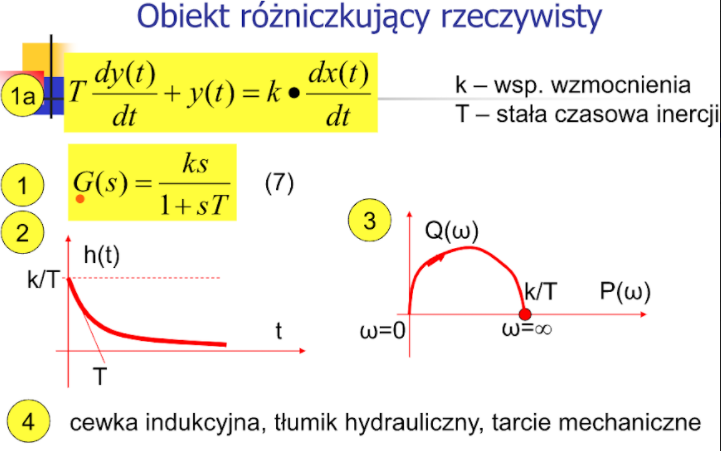 Obiekt różniczkujący rzeczywisty
1a
T dy(t)/dt + y(t) = k • dx(t)/dt
k – wsp. wzmocnienia
T – stała czasowa inercji
1
G(s) = ks/(1 + sT)
(7)
2
h(t)
k/T
t
T
3
Q(ω)
k/T
P(ω)
ω=0
ω=∞
4
cewka indukcyjna, tłumik hydrauliczny, tarcie mechaniczne